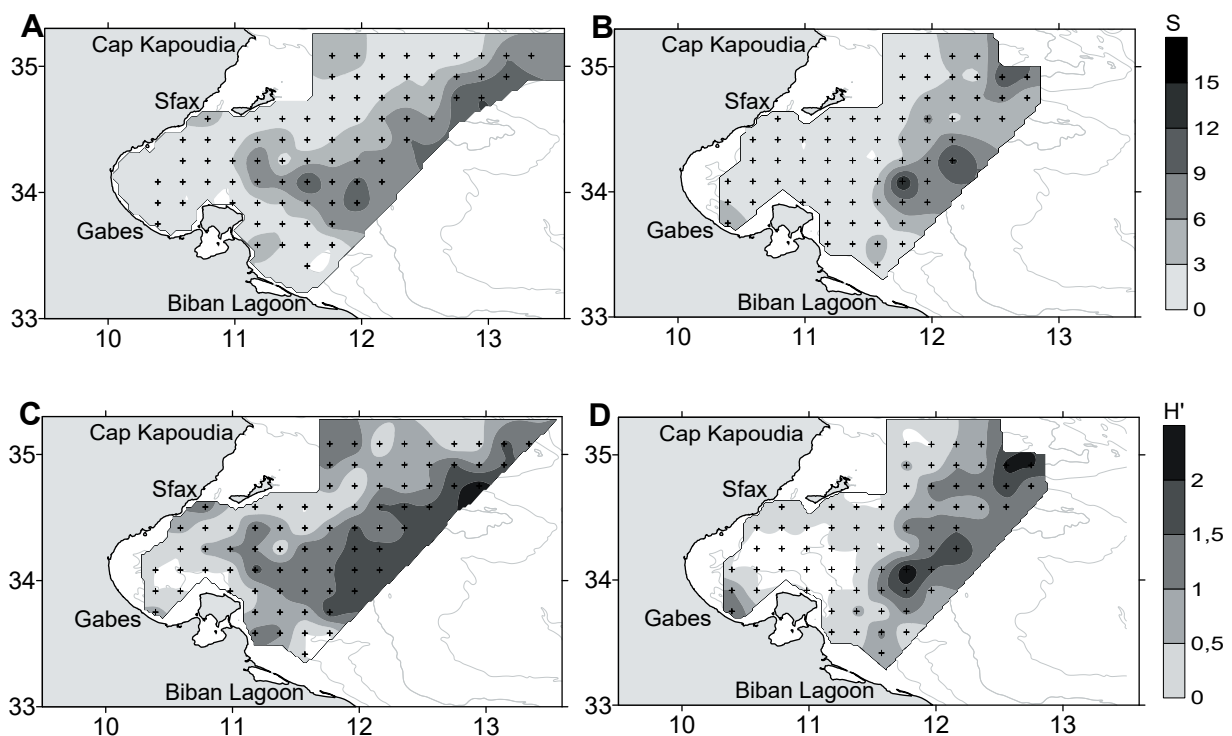 A
Cap Kapoudia
35
Sfax
34
Gabes
Biban Lagoon
33
10 11 12 13
B
Cap Kapoudia
35
Sfax
34
Gabes
Biban Lagoon
33
10 11 12 13
S
15
12
9
6
3
0
C
Cap Kapoudia
35
Sfax
34
Gabes
Biban Lagoon
33
10 11 12 13
D
Cap Kapoudia
35
Sfax
34
Gabes
Biban Lagoon
33
10 11 12 13
H'
2
1,5
1
0,5
0